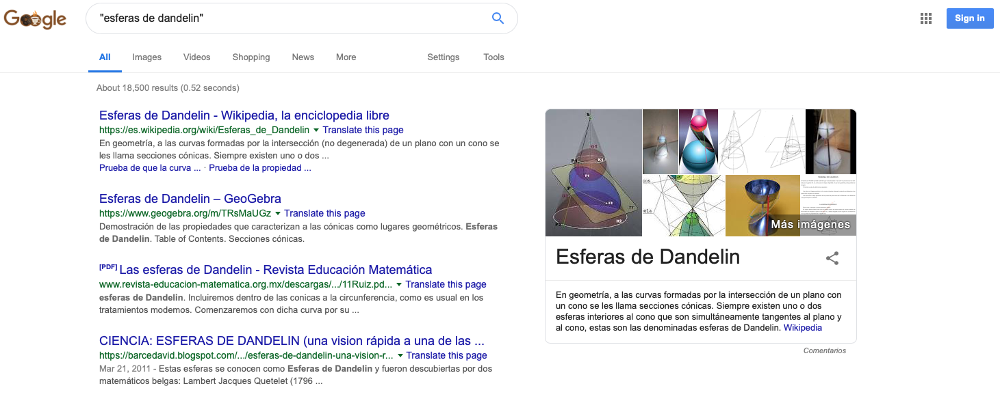 Google
"esferas de dandelin"
Sign in
All Images Videos Shopping News More Settings Tools
About 18,500 results (0.52 seconds)
Esferas de Dandelin - Wikipedia, la enciclopedia libre
https://es.wikipedia.org/wiki/Esferas_de_Dandelin Translate this page
En geometría, a las curvas formadas por la intersección (no degenerada) de un plano con un cono se
les llama secciones cónicas. Siempre existen uno o dos ...
Prueba de que la curva ... · Prueba de la propiedad ...
Esferas de Dandelin – GeoGebra
https://www.geogebra.org/m/TRsMaUGz Translate this page
Demostración de las propiedades que caracterizan a las cónicas como lugares geométricos. Esferas
de Dandelin. Table of Contents. Secciones cónicas.
[PDF] Las esferas de Dandelin - Revista Educación Matemática
www.revista-educacion-matematica.org.mx/descargas/.../11Ruiz.pd... Translate this page
esferas de Dandelin. Incluiremos dentro de las conicas a la circunferencia, como es usual en los
tratamientos modemos. Comenzaremos con dicha curva por su ...
CIENCIA: ESFERAS DE DANDELIN (una vision rápida a una de las ...
https://barcedavid.blogspot.com/.../esferas-de-dandelin-una-vision-r... Translate this page
Mar 21, 2011 - Estas esferas se conocen como Esferas de Dandelin y fueron descubiertas por dos
matemáticos belgas: Lambert Jacques Quetelet (1796 ...
S
G1
K1
P1
F1
P
F2
K2
cos
ola
Más imágenes
Esferas de Dandelin
En geometría, a las curvas formadas por la intersección de un plano con
un cono se les llama secciones cónicas. Siempre existen uno o dos
esferas interiores al cono que son simultáneamente tangentes al plano y
al cono, estas son las denominadas esferas de Dandelin. Wikipedia
Comentarios